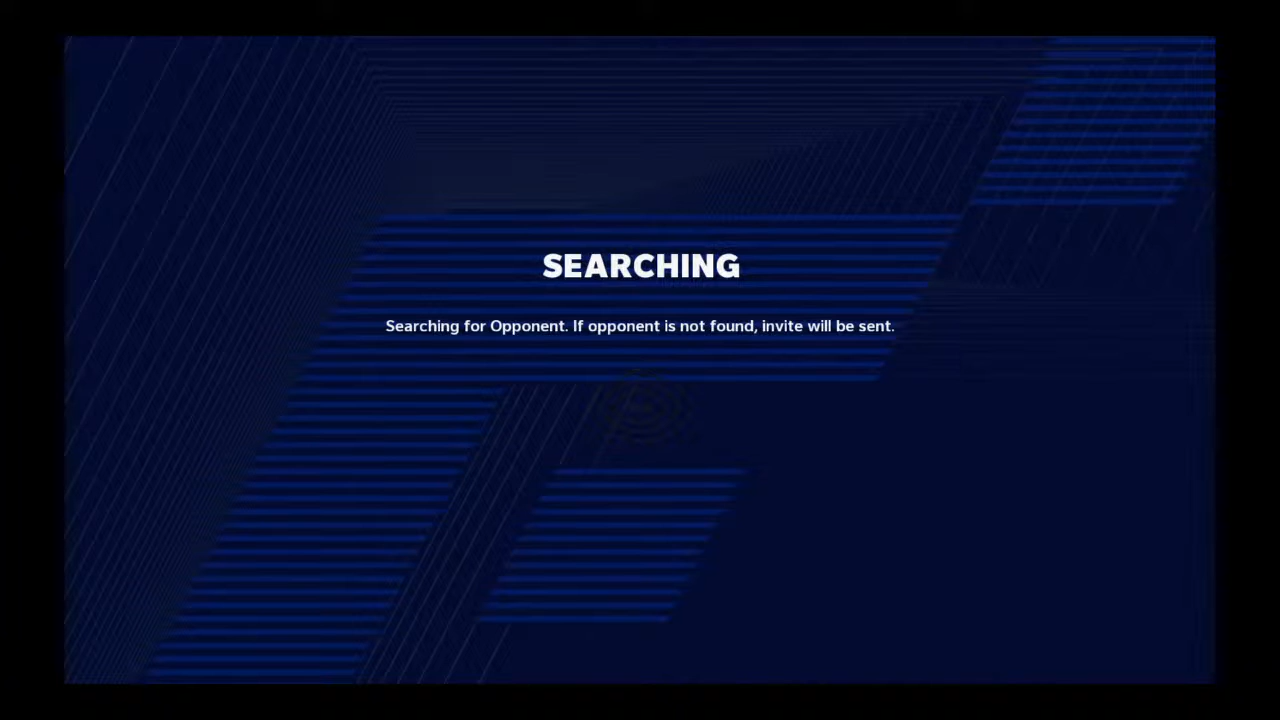 SEARCHING
Searching for Opponent. If opponent is not found, invite will be sent.